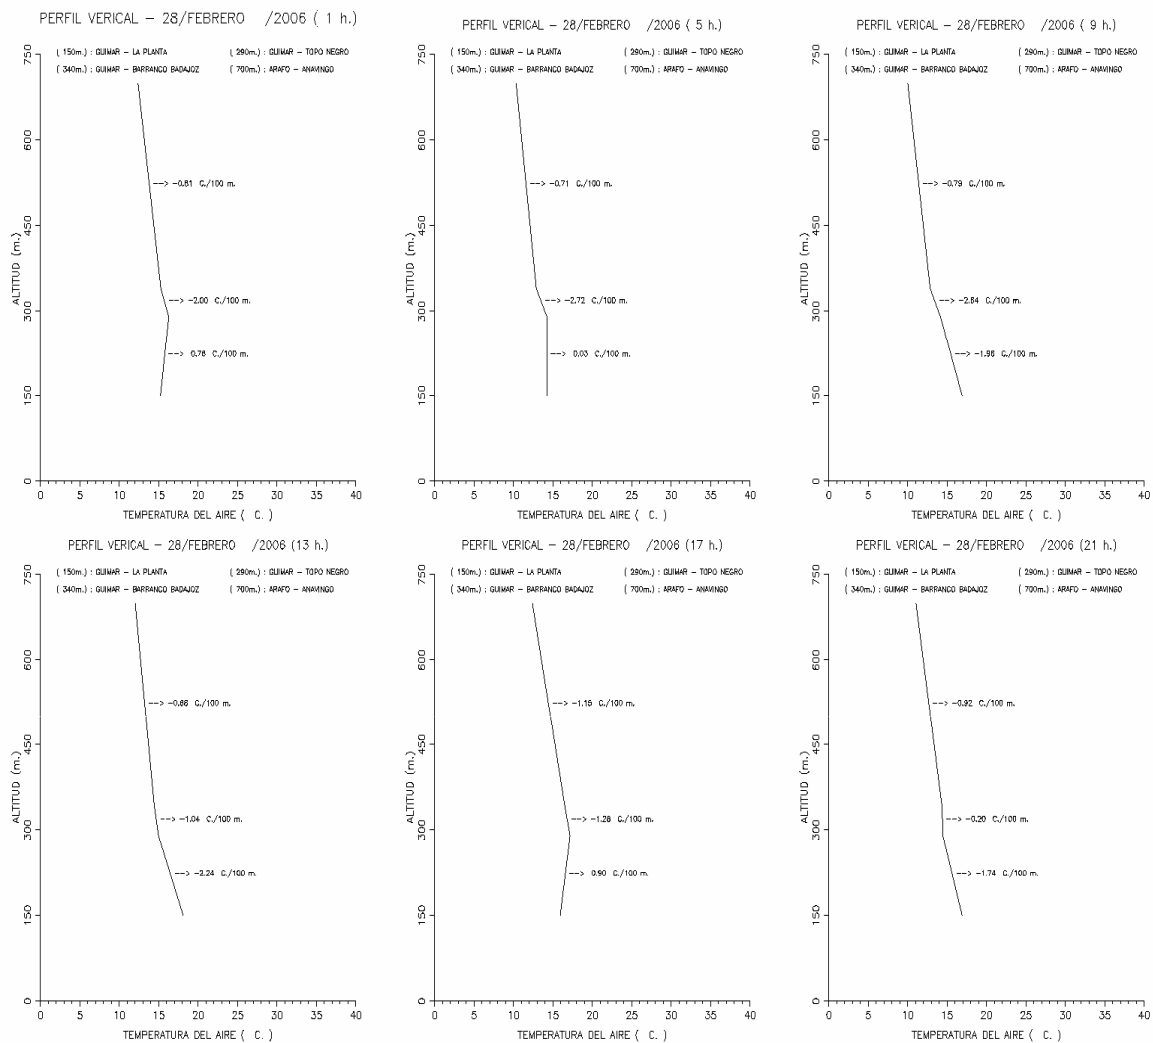 PERFIL VERICAL - 28/FEBRERO /2006 ( 1 h.)
( 150m.) : GUIMAR - LA PLANTA ( 290m.) : GUIMAR - TOPO NEGRO
( 340m.) : GUIMAR - BARRANCO BADAJOZ ( 700m.) : ARAFO - ANAVINGO
750
600
450
300
150
0
ALTITUD (m.)
--> -0.81 C./100 m.
--> -2.00 C./100 m.
--> 0.76 C./100 m.
0 5 10 15 20 25 30 35 40
TEMPERATURA DEL AIRE ( C. )
PERFIL VERICAL - 28/FEBRERO /2006 ( 5 h.)
( 150m.) : GUIMAR - LA PLANTA ( 290m.) : GUIMAR - TOPO NEGRO
( 340m.) : GUIMAR - BARRANCO BADAJOZ ( 700m.) : ARAFO - ANAVINGO
750
600
450
300
150
0
ALTITUD (m.)
--> -0.71 C./100 m.
--> -2.72 C./100 m.
--> 0.03 C./100 m.
0 5 10 15 20 25 30 35 40
TEMPERATURA DEL AIRE ( C. )
PERFIL VERICAL - 28/FEBRERO /2006 ( 9 h.)
( 150m.) : GUIMAR - LA PLANTA ( 290m.) : GUIMAR - TOPO NEGRO
( 340m.) : GUIMAR - BARRANCO BADAJOZ ( 700m.) : ARAFO - ANAVINGO
750
600
450
300
150
0
ALTITUD (m.)
--> -0.79 C./100 m.
--> -2.64 C./100 m.
--> -1.96 C./100 m.
0 5 10 15 20 25 30 35 40
TEMPERATURA DEL AIRE ( C. )
PERFIL VERICAL - 28/FEBRERO /2006 (13 h.)
( 150m.) : GUIMAR - LA PLANTA ( 290m.) : GUIMAR - TOPO NEGRO
( 340m.) : GUIMAR - BARRANCO BADAJOZ ( 700m.) : ARAFO - ANAVINGO
750
600
450
300
150
0
ALTITUD (m.)
--> C./100 m.
--> -1.04 C./100 m.
--> -2.24 C./100 m.
0 5 10 15 20 25 30 35 40
TEMPERATURA DEL AIRE ( C. )
PERFIL VERICAL - 28/FEBRERO /2006 (17 h.)
( 150m.) : GUIMAR - LA PLANTA ( 290m.) : GUIMAR - TOPO NEGRO
( 340m.) : GUIMAR - BARRANCO BADAJOZ ( 700m.) : ARAFO - ANAVINGO
750
600
450
300
150
0
ALTITUD (m.)
--> C./100 m.
--> -1.28 C./100 m.
--> 0.90 C./100 m.
0 5 10 15 20 25 30 35 40
TEMPERATURA DEL AIRE ( C. )
PERFIL VERICAL - 28/FEBRERO /2006 (21 h.)
( 150m.) : GUIMAR - LA PLANTA ( 290m.) : GUIMAR - TOPO NEGRO
( 340m.) : GUIMAR - BARRANCO BADAJOZ ( 700m.) : ARAFO - ANAVINGO
750
600
450
300
150
0
ALTITUD (m.)
--> -0.92 C./100 m.
--> -0.20 C./100 m.
--> -1.74 C./100 m.
0 5 10 15 20 25 30 35 40
TEMPERATURA DEL AIRE ( C. )